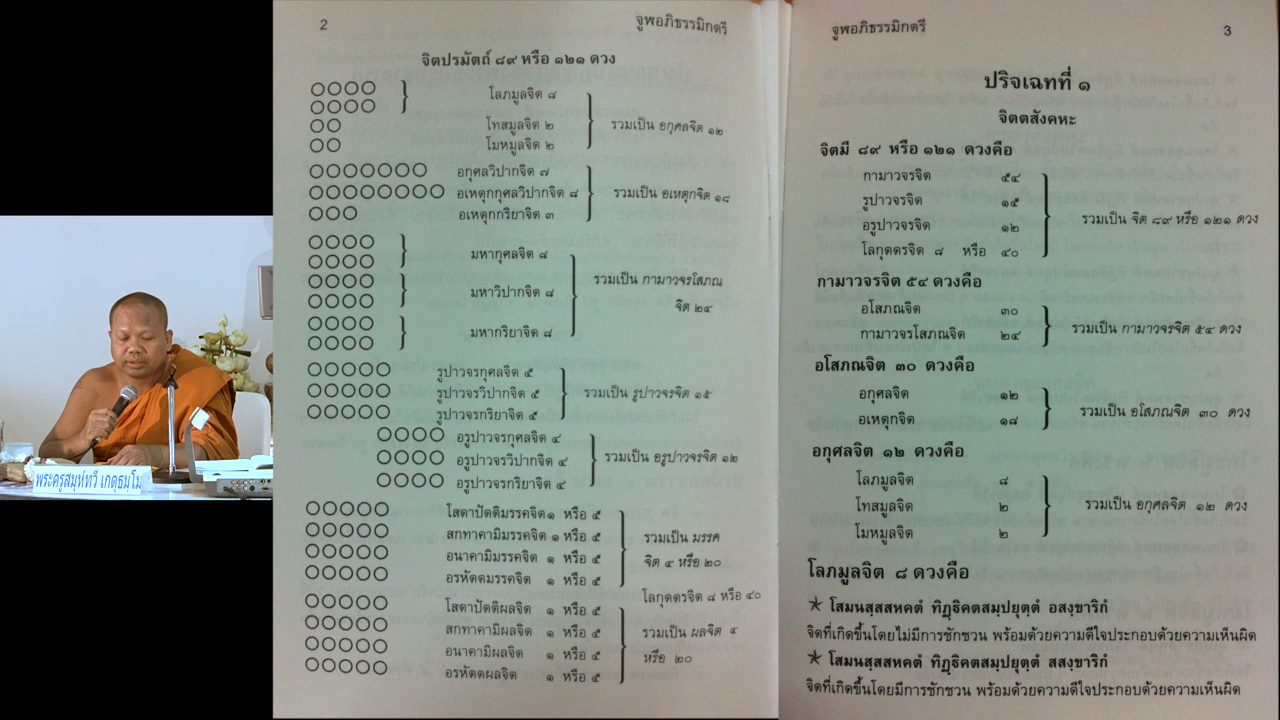 พระครูสมุห์ทวี เกตุธมฺโม
2 จูฬอภิธรรมมิกตรี
จิตปรมัตถ์ ๘๙ หรือ ๑๒๑ ดวง
โลภมูลจิต ๘
โทสมูลจิต ๒
รวมเป็น อกุศลจิต ๑๒
โมหมูลจิต ๒
อกุศลวิปากจิต ๗
อเหตุกกุศลวิปากจิต ๘
รวมเป็น อเหตุกจิต ๑๘
อเหตุกกริยาจิต ๓
มหากุศลจิต ๘
มหาวิปากจิต ๘
รวมเป็น กามาวจรโสภณ
จิต ๒๔
มหากริยาจิต ๘
รูปาวจรกุศลจิต ๕
รูปาวจรวิปากจิต ๕
รวมเป็น รูปาวจรจิต ๑๕
รูปาวจรกริยาจิต ๕
อรูปาวจรกุศลจิต ๔
อรูปาวจรวิปากจิต ๔
รวมเป็น อรูปาวจรจิต ๑๒
อรูปาวจรกริยาจิต ๔
โสดาปัตติมรรคจิต ๑ หรือ ๕
สกทาคามิมรรคจิต ๑ หรือ ๕
รวมเป็น มรรค
อนาคามิมรรคจิต ๑ หรือ ๕
จิต ๔ หรือ ๒๐
อรหัตตมรรคจิต ๑ หรือ ๕
โลกุตตรจิต ๘ หรือ ๔๐
โสดาปัตติผลจิต ๑ หรือ ๕
สกทาคามิผลจิต ๑ หรือ ๕
รวมเป็น ผลจิต ๔
อนาคามิผลจิต ๑ หรือ ๕
หรือ ๒๐
อรหัตตผลจิต ๑ หรือ ๕
จูฬอภิธรรมมิกตรี 3
ปริจเฉทที่ ๑
จิตตสังคหะ
จิตมี ๘๙ หรือ ๑๒๑ ดวงคือ
กามาวจรจิต ๕๔
รูปาวจรจิต ๑๕
รวมเป็น จิต ๘๙ หรือ ๑๒๑ ดวง
อรูปาวจรจิต ๑๒
โลกุตตรจิต ๘ หรือ ๔๐
กามาวจรจิต ๕๔ ดวงคือ
อโสภณจิต ๓๐
กามาวจรโสภณจิต ๒๔
รวมเป็น กามาวจรจิต ๕๔ ดวง
อโสภณจิต ๓๐ ดวงคือ
อกุศลจิต ๑๒
อเหตุกจิต ๑๘
รวมเป็น อโสภณจิต ๓๐ ดวง
อกุศลจิต ๑๒ ดวงคือ
โลภมูลจิต ๘
โทสมูลจิต ๒
รวมเป็น อกุศลจิต ๑๒ ดวง
โมหมูลจิต ๒
โลภมูลจิต ๘ ดวงคือ
★ โสมนสฺสสหคตํ ทิฏฺฐิคตสมฺปยุตฺตํ อสงฺขาริกํ
จิตที่เกิดขึ้นโดยไม่มีการชักชวน พร้อมด้วยความดีใจประกอบด้วยความเห็นผิด
★ โสมนสฺสสหคตํ ทิฏฺฐิคตสมฺปยุตฺตํ สสงฺขาริกํ
จิตที่เกิดขึ้นโดยมีการชักชวน พร้อมด้วยความดีใจประกอบด้วยความเห็นผิด